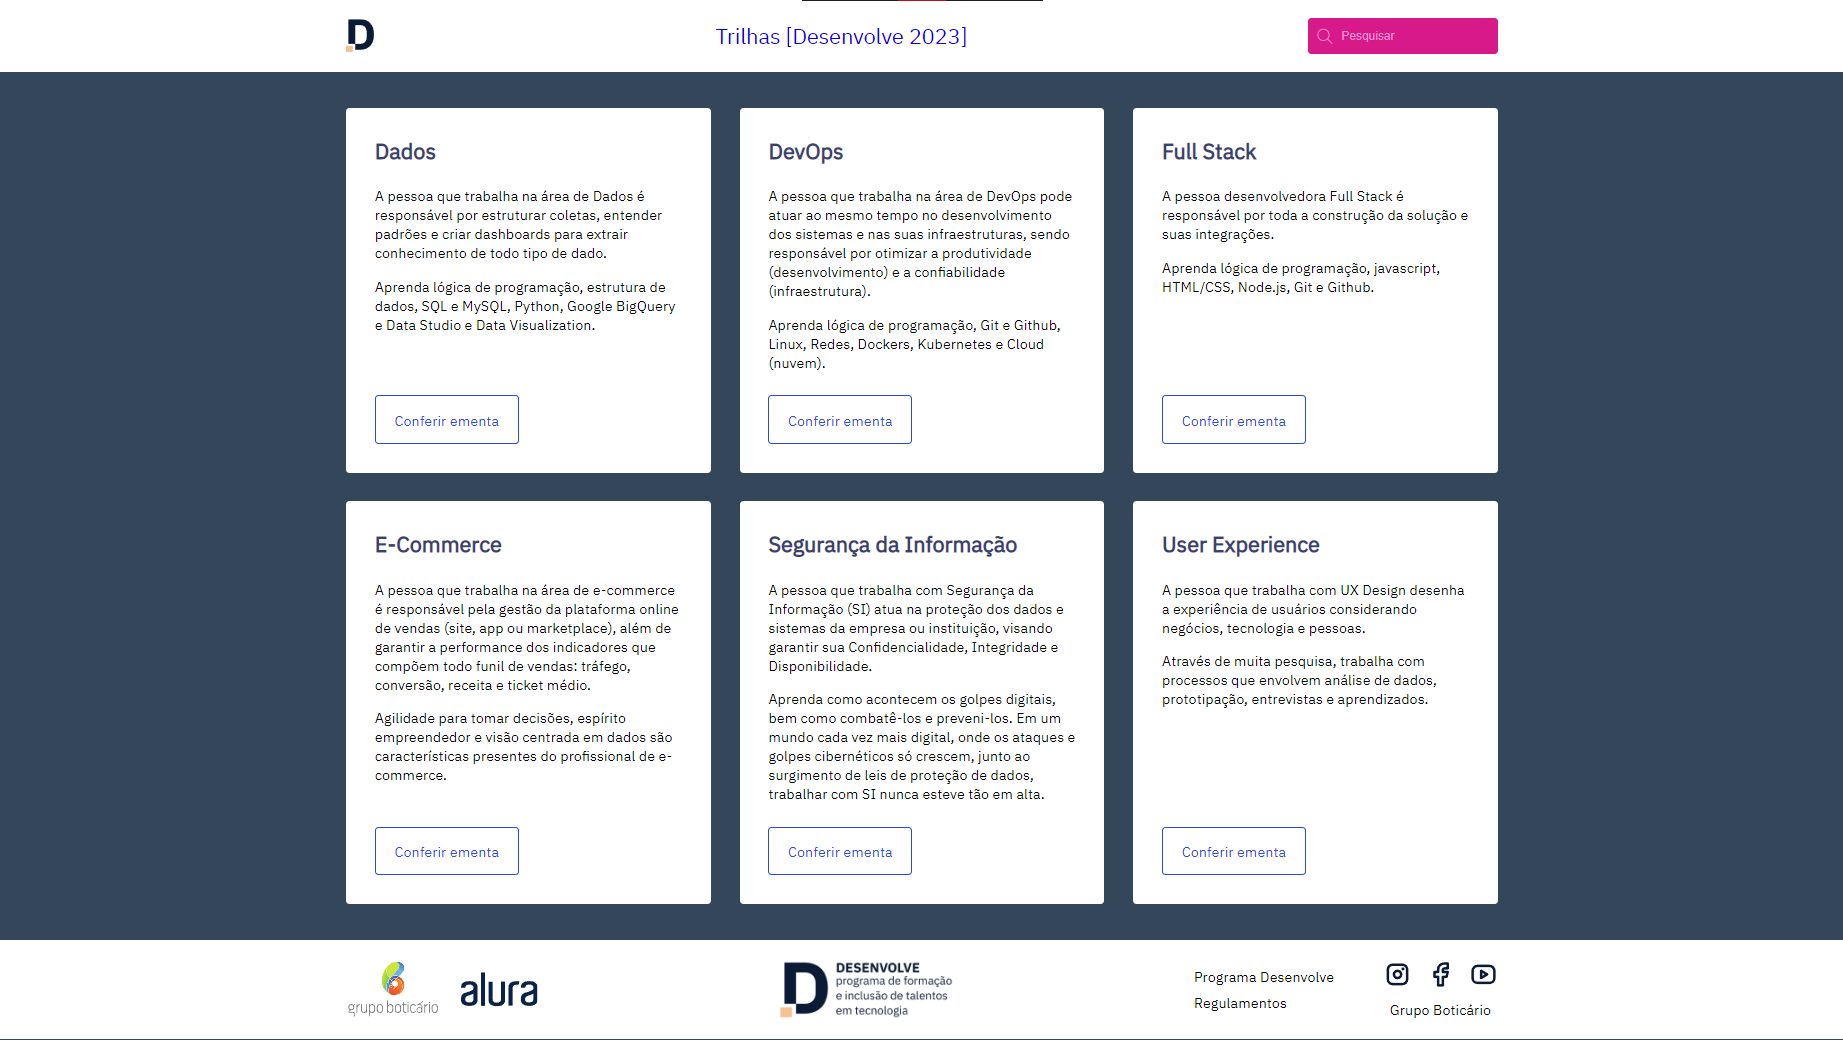 D
Trilhas [Desenvolve 2023]
Pesquisar
Dados
A pessoa que trabalha na área de Dados é
responsável por estruturar coletas, entender
padrões e criar dashboards para extrair
conhecimento de todo tipo de dado.
Aprenda lógica de programação, estrutura de
dados, SQL e MySQL, Python, Google BigQuery
e Data Studio e Data Visualization.
Conferir ementa
DevOps
A pessoa que trabalha na área de DevOps pode
atuar ao mesmo tempo no desenvolvimento
dos sistemas e nas suas infraestruturas, sendo
responsável por otimizar a produtividade
(desenvolvimento) e a confiabilidade
(infraestrutura).
Aprenda lógica de programação, Git e Github,
Linux, Redes, Dockers, Kubernetes e Cloud
(nuvem).
Conferir ementa
Full Stack
A pessoa desenvolvedora Full Stack é
responsável por toda a construção da solução e
suas integrações.
Aprenda lógica de programação, javascript,
HTML/CSS, Node.js, Git e Github.
Conferir ementa
E-Commerce
A pessoa que trabalha na área de e-commerce
é responsável pela gestão da plataforma online
de vendas (site, app ou marketplace), além de
garantir a performance dos indicadores que
compõem todo funil de vendas: tráfego,
conversão, receita e ticket médio.
Agilidade para tomar decisões, espírito
empreendedor e visão centrada em dados são
características presentes do profissional de e-
commerce.
Conferir ementa
Segurança da Informação
A pessoa que trabalha com Segurança da
Informação (SI) atua na proteção dos dados e
sistemas da empresa ou instituição, visando
garantir sua Confidencialidade, Integridade e
Disponibilidade.
Aprenda como acontecem os golpes digitais,
bem como combatê-los e preveni-los. Em um
mundo cada vez mais digital, onde os ataques e
golpes cibernéticos só crescem, junto ao
surgimento de leis de proteção de dados,
trabalhar com SI nunca esteve tão em alta.
Conferir ementa
User Experience
A pessoa que trabalha com UX Design desenha
a experiência de usuários considerando
negócios, tecnologia e pessoas.
Através de muita pesquisa, trabalha com
processos que envolvem análise de dados,
prototipação, entrevistas e aprendizados.
Conferir ementa
grupo boticário
alura
D
DESENVOLVE
programa de formação
e inclusão de talentos
em tecnologia
Programa Desenvolve
Regulamentos
Grupo Boticário